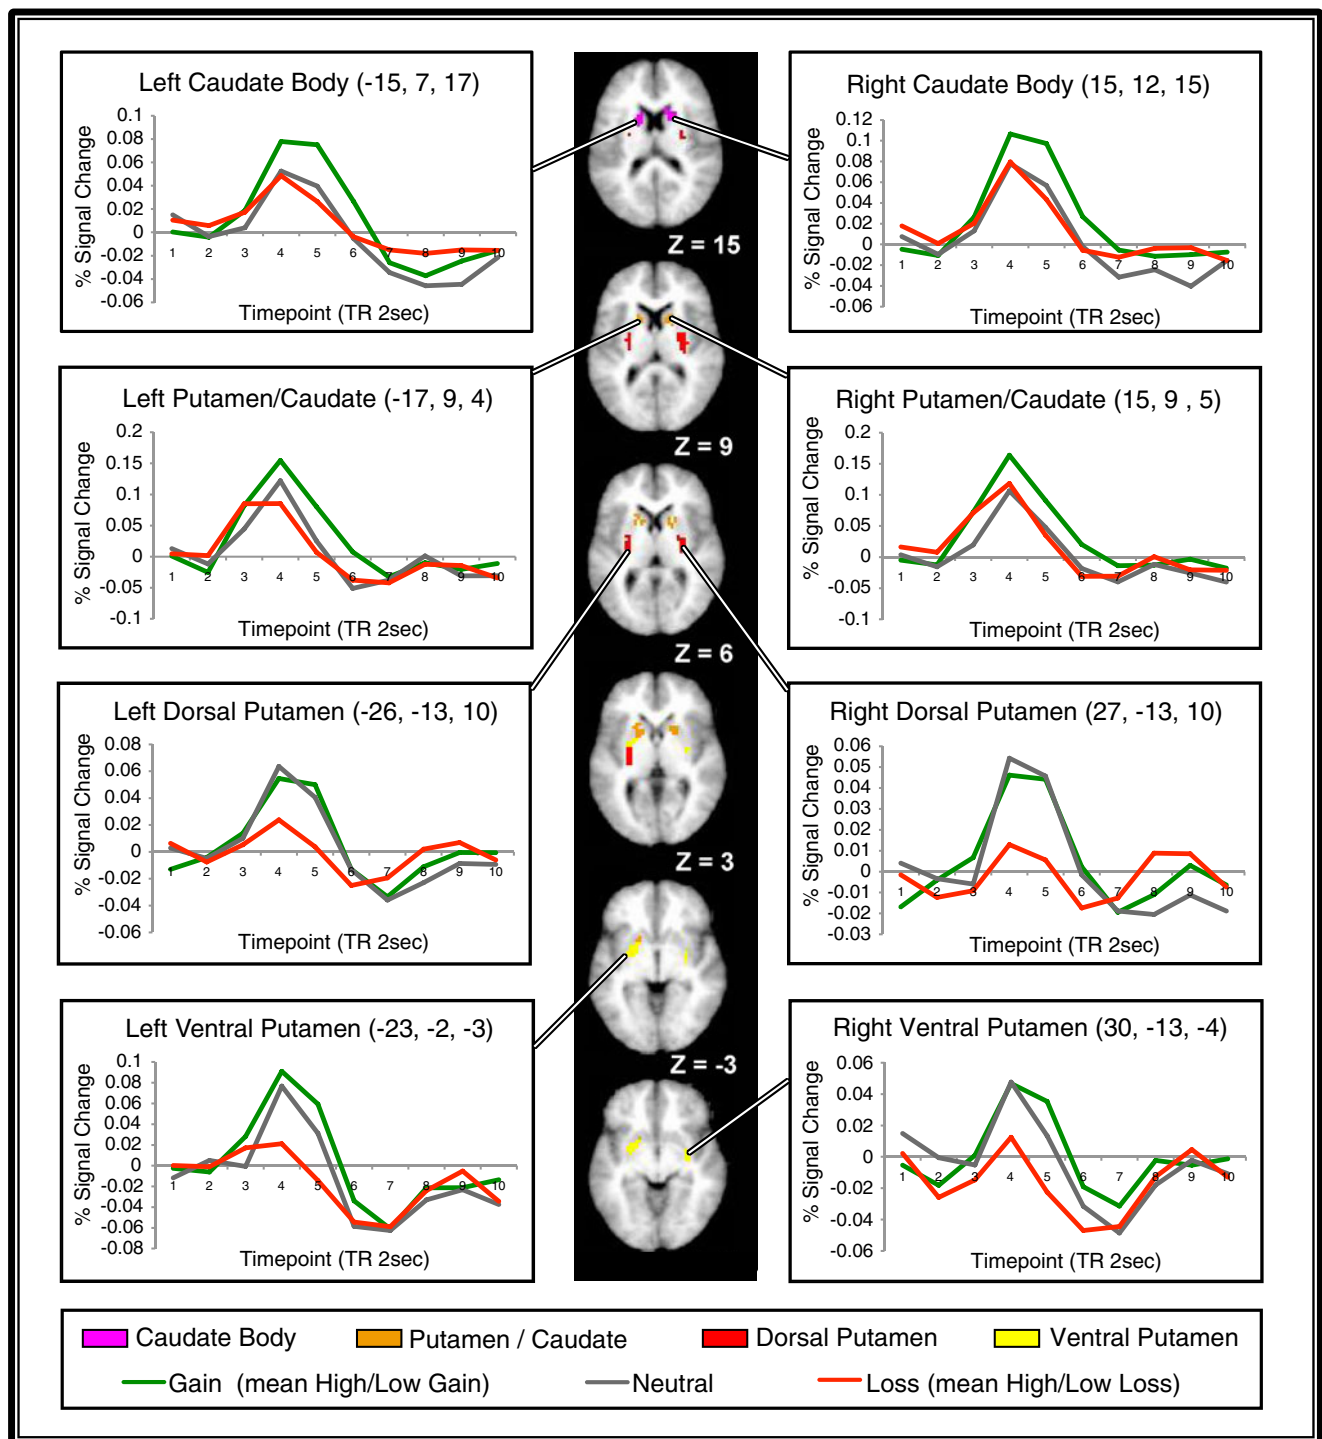 Left Caudate Body (-15, 7, 17)
% Signal Change
0.1
0.08
0.06
0.04
0.02
0
-0.02
-0.04
-0.06
1 2 3 4 5 6 7 8 9 10
Timepoint (TR 2sec)
Right Caudate Body (15, 12, 15)
% Signal Change
0.12
0.1
0.08
0.06
0.04
0.02
0
-0.02
-0.04
-0.06
1 2 3 4 5 6 7 8 9 10
Timepoint (TR 2sec)
Z = 15
Left Putamen/Caudate (-17, 9, 4)
% Signal Change
0.2
0.15
0.1
0.05
0
-0.05
-0.1
1 2 3 4 5 6 7 8 9 10
Timepoint (TR 2sec)
Right Putamen/Caudate (15, 9 , 5)
% Signal Change
0.2
0.15
0.1
0.05
0
-0.05
-0.1
1 2 3 4 5 6 7 8 9 10
Timepoint (TR 2sec)
Z = 9
Z = 6
Left Dorsal Putamen (-26, -13, 10)
% Signal Change
0.08
0.06
0.04
0.02
0
-0.02
-0.04
-0.06
1 2 3 4 5 6 7 8 9 10
Timepoint (TR 2sec)
Right Dorsal Putamen (27, -13, 10)
% Signal Change
0.06
0.05
0.04
0.03
0.02
0.01
0
-0.01
-0.02
-0.03
1 2 3 4 5 6 7 8 9 10
Timepoint (TR 2sec)
Z = 3
Left Ventral Putamen (-23, -2, -3)
% Signal Change
0.1
0.08
0.06
0.04
0.02
0
-0.02
-0.04
-0.06
-0.08
1 2 3 4 5 6 7 8 9 10
Timepoint (TR 2sec)
Right Ventral Putamen (30, -13, -4)
% Signal Change
0.06
0.04
0.02
0
-0.02
-0.04
-0.06
1 2 3 4 5 6 7 8 9 10
Timepoint (TR 2sec)
Z = -3
Caudate Body Putamen / Caudate Dorsal Putamen Ventral Putamen
Gain (mean High/Low Gain) Neutral Loss (mean High/Low Loss)